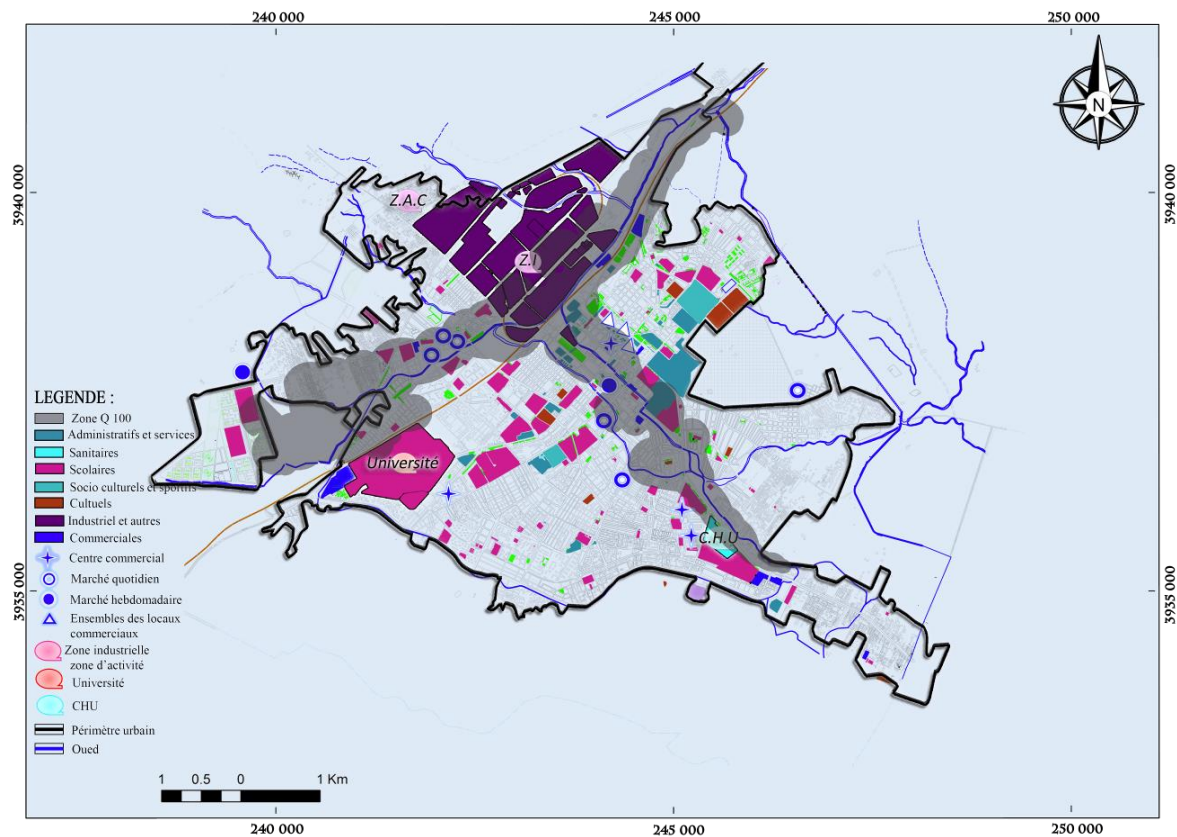 240 000
245 000
250 000
N
3940 000
3940 000
Z.A.C
Z.I
LEGENDE :
Zone Q 100
Administratifs et services
Sanitaires
Scolaires
Socio culturels et sportifs
Cultuels
Industriel et autres
Commerciales
Centre commercial
Marché quotidien
Marché hebdomadaire
Ensembles des locaux
commerciaux
Zone industrielle
zone d'activité
Université
CHU
Périmètre urbain
Oued
Université
C.H.U
3935 000
3935 000
1 0.5 0 1 Km
240 000
245 000
250 000